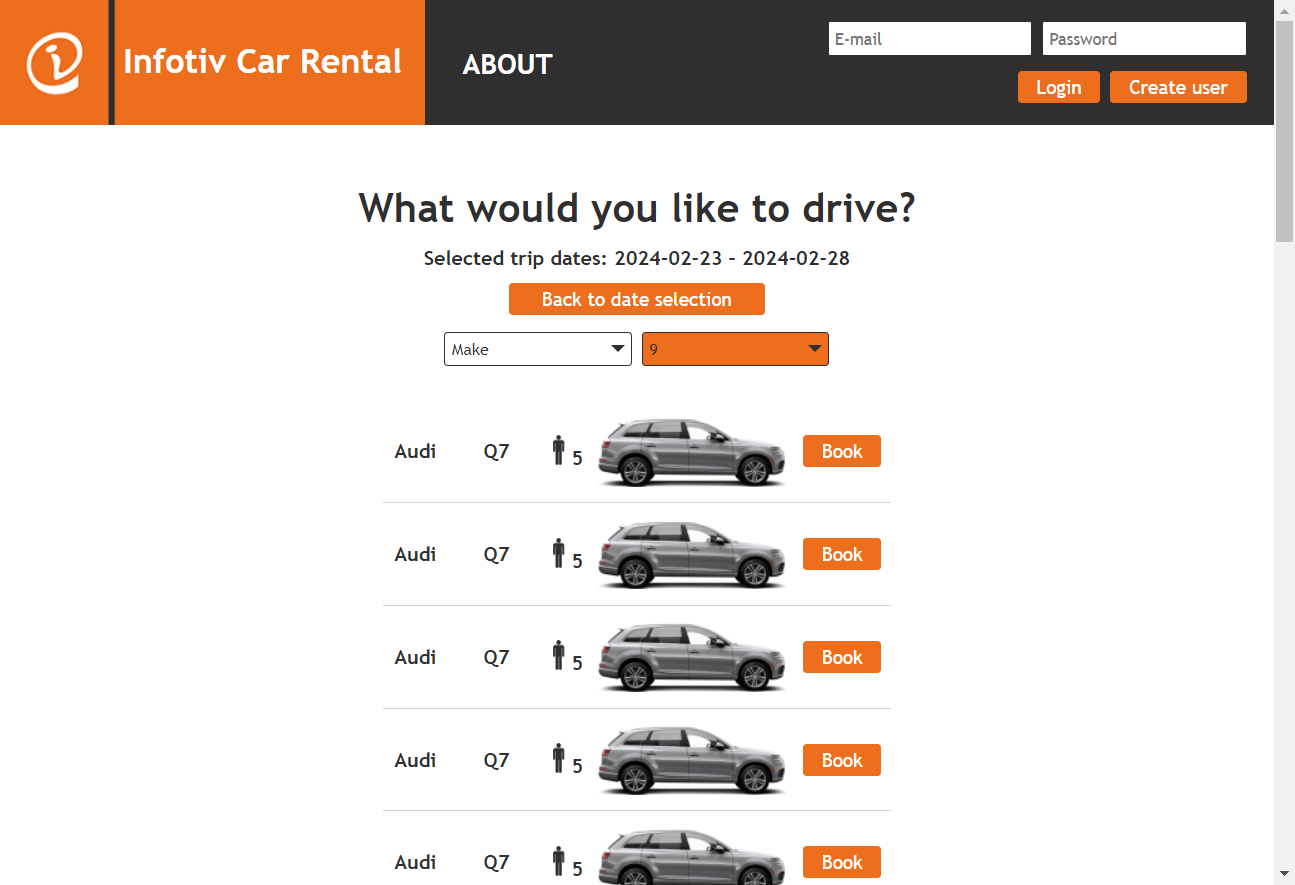 Infotiv Car Rental
ABOUT
E-mail
Password
Login
Create user
What would you like to drive?
Selected trip dates: 2024-02-23 - 2024-02-28
Back to date selection
Make
9
Audi Q7 5 Book
Audi Q7 5 Book
Audi Q7 5 Book
Audi Q7 5 Book
Audi Q7 5 Book